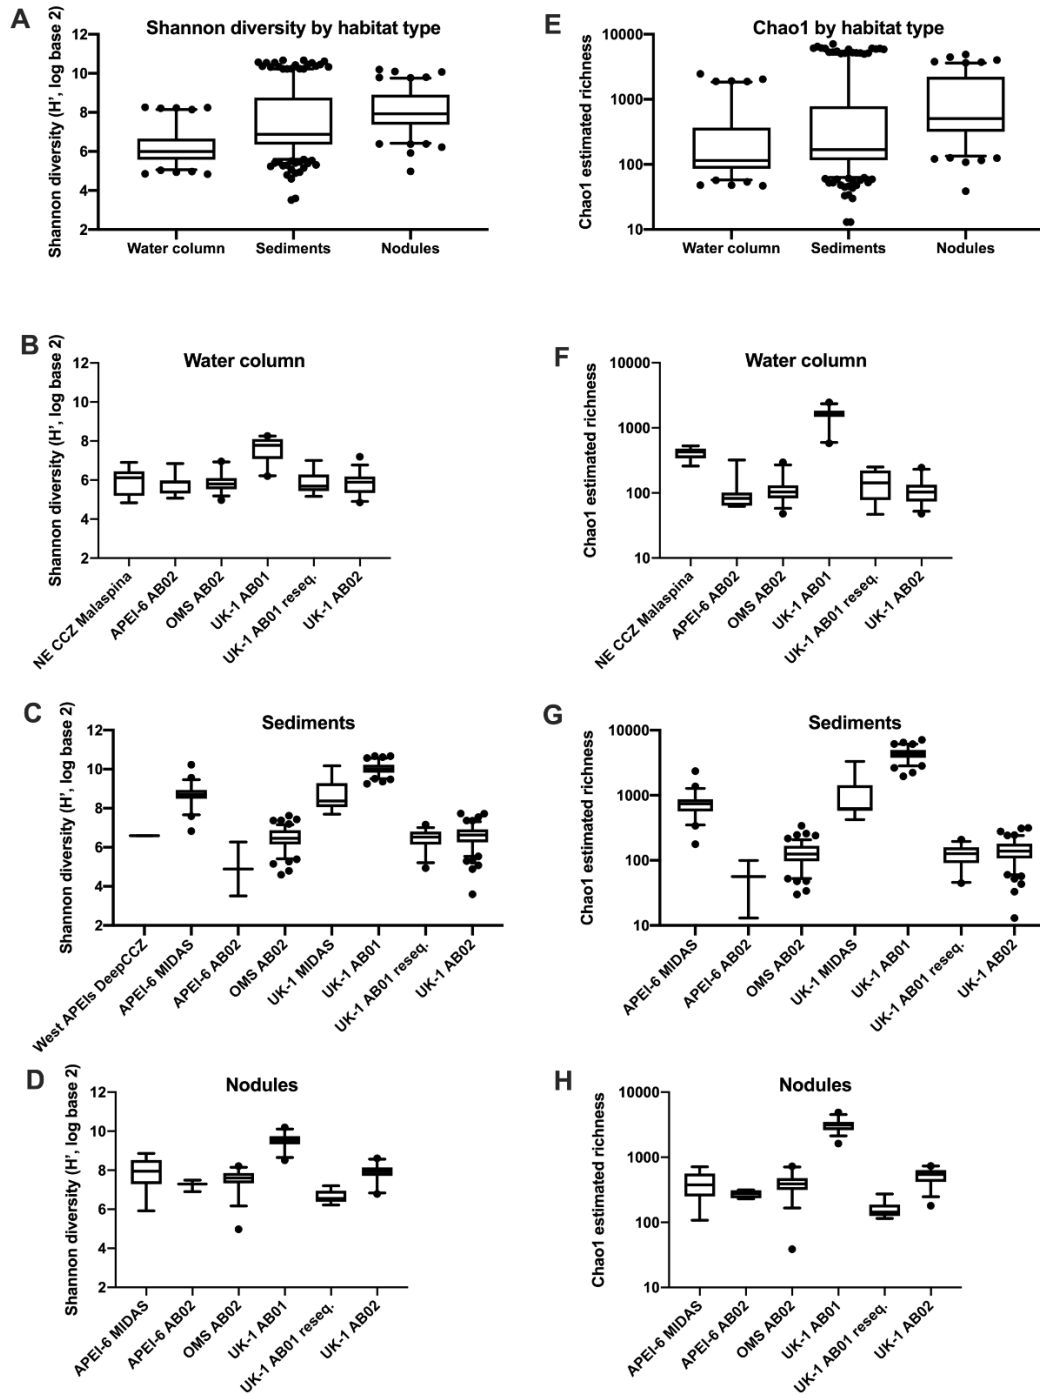 A
Shannon diversity by habitat type
Shannon diversity (H', log base 2)
12
10
8
6
4
2
Water column
Sediments
Nodules
E
Chao1 by habitat type
Chao1 estimated richness
10000
1000
100
10
Water column
Sediments
Nodules
B
Water column
Shannon diversity (H', log base 2)
12
10
8
6
4
2
NE CCZ Malaspina
APEI-6 AB02
OMS AB02
UK-1 AB01
UK-1 AB01 reseq.
UK-1 AB02
F
Water column
Chao1 estimated richness
10000
1000
100
10
NE CCZ Malaspina
APEI-6 AB02
OMS AB02
UK-1 AB01
UK-1 AB01 reseq.
UK-1 AB02
C
Sediments
Shannon diversity (H', log base 2)
12
10
8
6
4
2
West APEIs DeepCCZ
APEI-6 MIDAS
APEI-6 AB02
OMS AB02
UK-1 MIDAS
UK-1 AB01
UK-1 AB01 reseq.
UK-1 AB02
G
Sediments
Chao1 estimated richness
10000
1000
100
10
APEI-6 MIDAS
APEI-6 AB02
OMS AB02
UK-1 MIDAS
UK-1 AB01
UK-1 AB01 reseq.
UK-1 AB02
D
Nodules
Shannon diversity (H', log base 2)
12
10
8
6
4
2
APEI-6 MIDAS
APEI-6 AB02
OMS AB02
UK-1 AB01
UK-1 AB01 reseq.
UK-1 AB02
H
Nodules
Chao1 estimated richness
10000
1000
100
10
APEI-6 MIDAS
APEI-6 AB02
OMS AB02
UK-1 AB01
UK-1 AB01 reseq.
UK-1 AB02